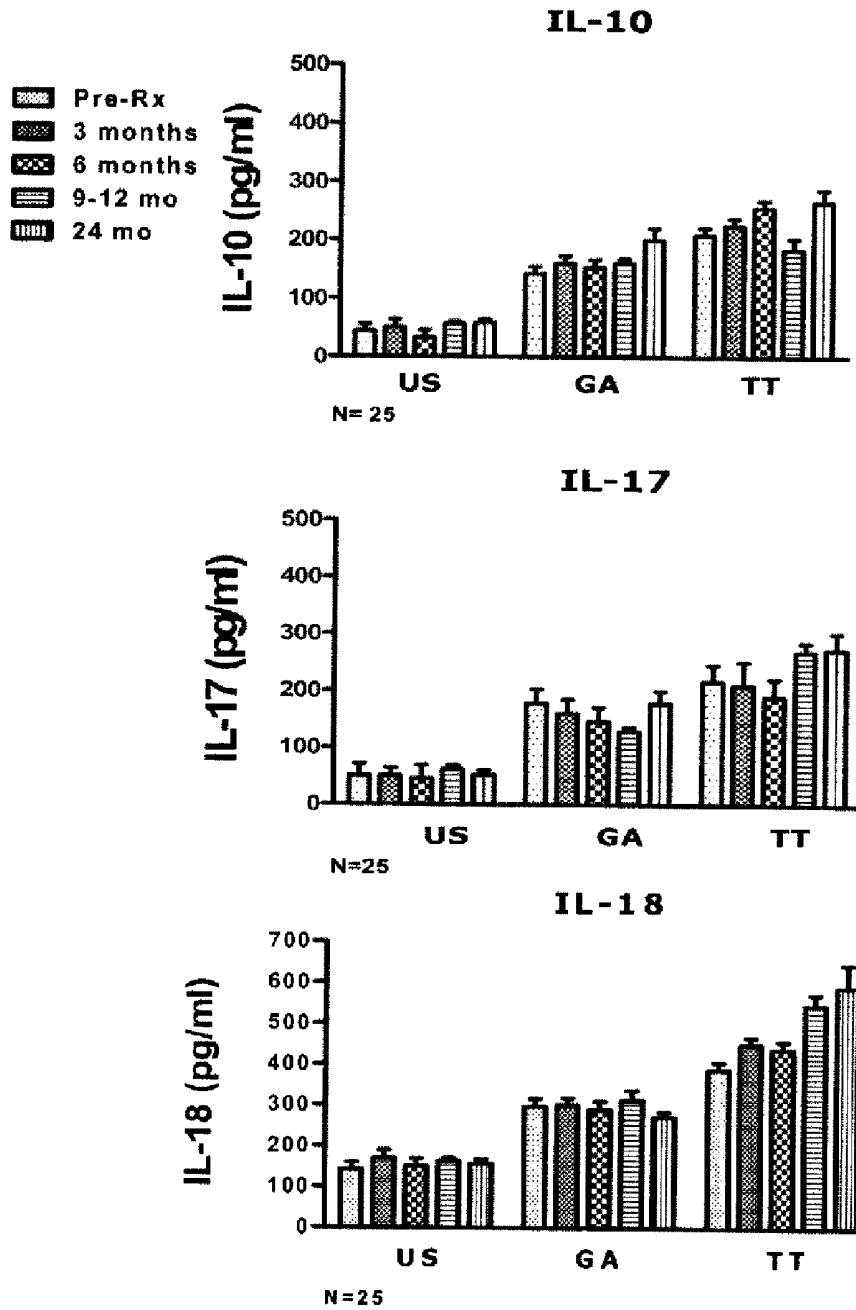 IL-10
Pre-Rx
3 months
6 months
9-12 mo
24 mo
IL-10 (pg/ml)
500
400
300
200
100
0
US GA TT
N= 25
IL-17
IL-17 (pg/ml)
500
400
300
200
100
0
US GA TT
N=25
IL-18
IL-18 (pg/ml)
700
600
500
400
300
200
100
0
US GA TT
N=25